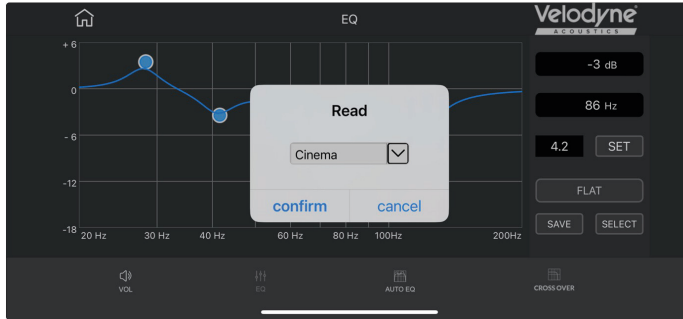 EQ
Velodyne®
ACOUSTICS
+ 6
0
- 6
-12
-18
20 Hz 30 Hz 40 Hz 60 Hz 80 Hz 100Hz 200Hz
Read
Cinema
confirm cancel
-3 dB
86 Hz
4.2 SET
FLAT
SAVE SELECT
VOL EQ AUTO EQ CROSS OVER